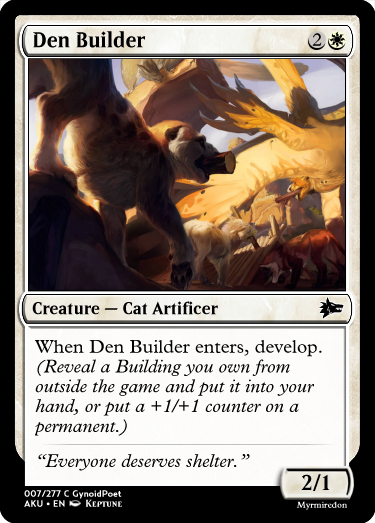 Den Builder
2
Creature — Cat Artificer
When Den Builder enters, develop.
(Reveal a Building you own from
outside the game and put it into your
hand, or put a +1/+1 counter on a
permanent.)
“Everyone deserves shelter.”
2/1
007/277 C GynoidPoet
AKU • EN Keptune
Myrmiredon